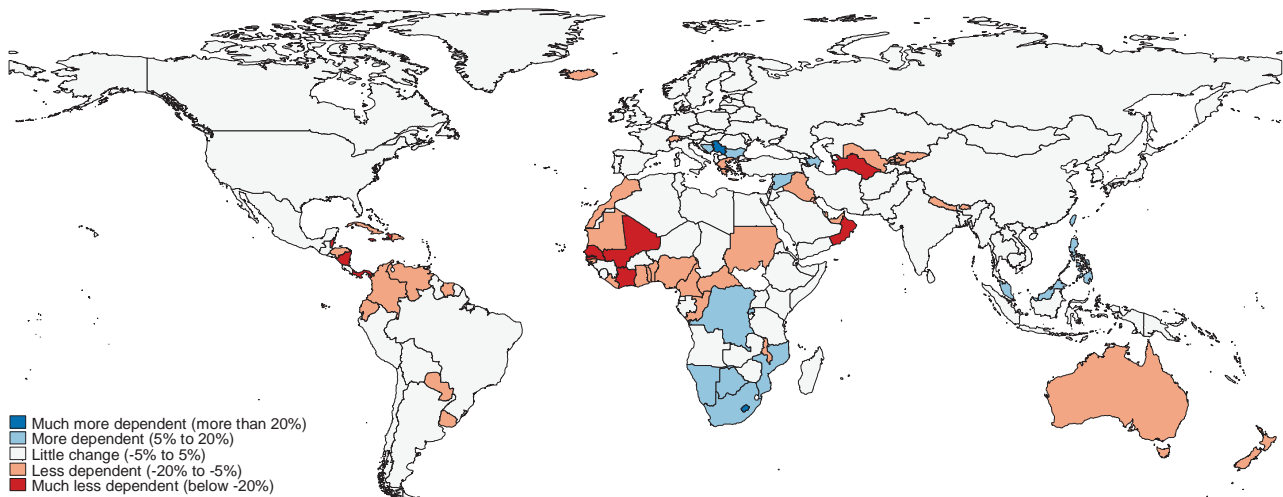 Much more dependent (more than 20%)
More dependent (5% to 20%)
Little change (-5% to 5%)
Less dependent (-20% to -5%)
Much less dependent (below -20%)